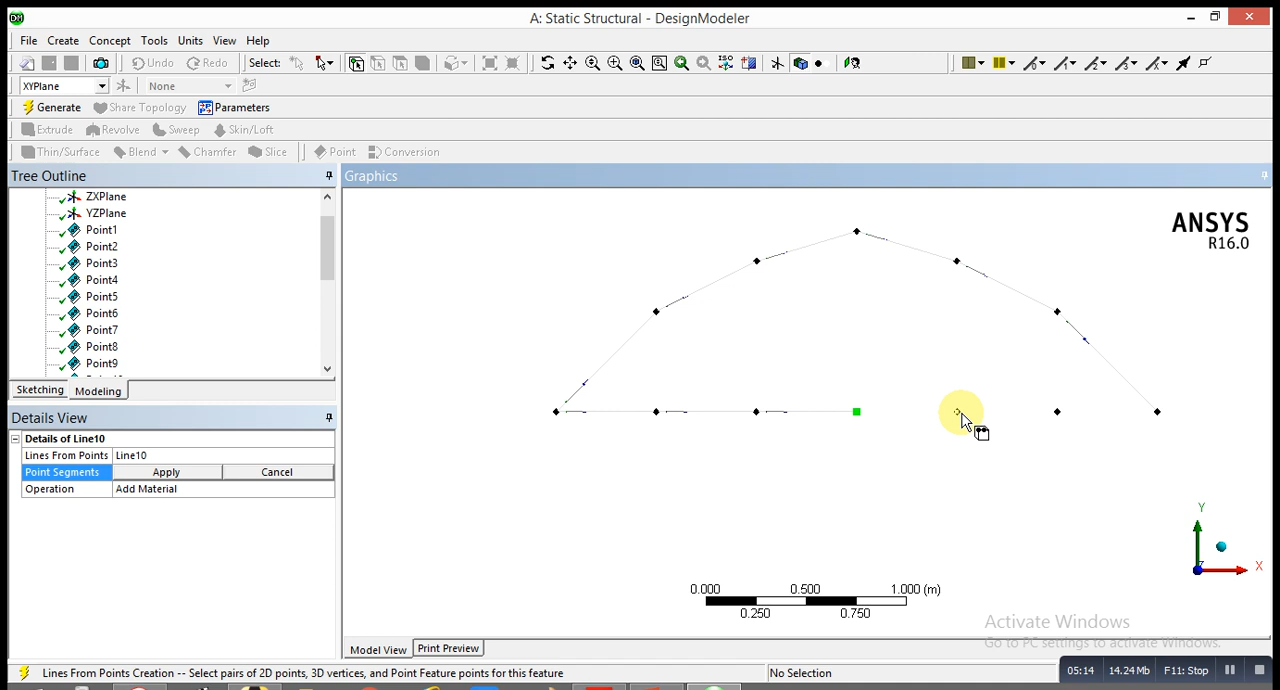 A: Static Structural - DesignModeler
File Create Concept Tools Units View Help
Undo Redo Select:
XYPlane None
Generate Share Topology Parameters
Extrude Revolve Sweep Skin/Loft
Thin/Surface Blend Chamfer Slice Point Conversion
Tree Outline
ZXPlane
YZPlane
Point1
Point2
Point3
Point4
Point5
Point6
Point7
Point8
Point9
Sketching Modeling
Details View
Details of Line10
Lines From Points Line10
Point Segments Apply Cancel
Operation Add Material
Graphics
ANSYS
R16.0
Y
X
0.000 0.500 1.000 (m)
0.250 0.750
Activate Windows
Go to PC settings to activate Windows.
Model View Print Preview
Lines From Points Creation -- Select pairs of 2D points, 3D vertices, and Point Feature points for this feature
No Selection
05:14 14.24 Mb F11: Stop